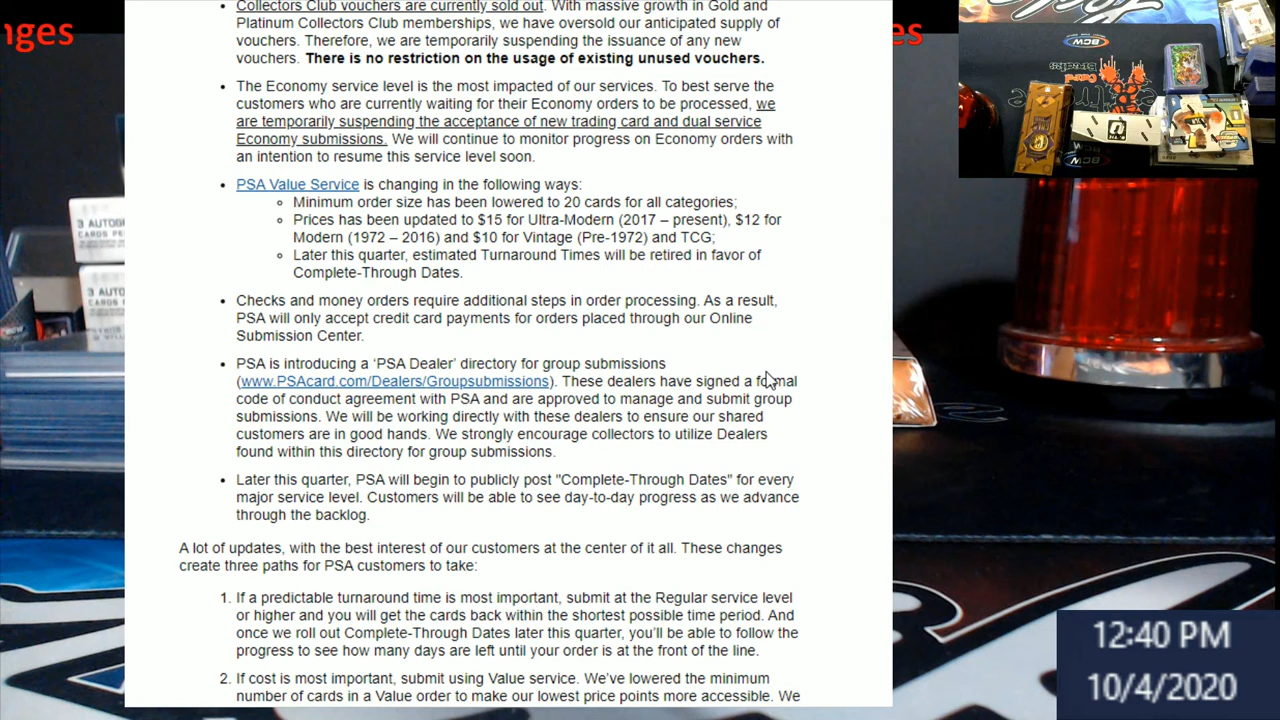 nges
es
Collectors Club vouchers are currently sold out. With massive growth in Gold and
Platinum Collectors Club memberships, we have oversold our anticipated supply of
vouchers. Therefore, we are temporarily suspending the issuance of any new
vouchers. There is no restriction on the usage of existing unused vouchers.
The Economy service level is the most impacted of our services. To best serve the
customers who are currently waiting for their Economy orders to be processed, we
are temporarily suspending the acceptance of new trading card and dual service
Economy submissions. We will continue to monitor progress on Economy orders with
an intention to resume this service level soon.
PSA Value Service is changing in the following ways:
Minimum order size has been lowered to 20 cards for all categories;
Prices has been updated to $15 for Ultra-Modern (2017 – present), $12 for
Modern (1972 – 2016) and $10 for Vintage (Pre-1972) and TCG;
Later this quarter, estimated Turnaround Times will be retired in favor of
Complete-Through Dates.
Checks and money orders require additional steps in order processing. As a result,
PSA will only accept credit card payments for orders placed through our Online
Submission Center.
PSA is introducing a ‘PSA Dealer’ directory for group submissions
(www.PSAcard.com/Dealers/Groupsubmissions). These dealers have signed a formal
code of conduct agreement with PSA and are approved to manage and submit group
submissions. We will be working directly with these dealers to ensure our shared
customers are in good hands. We strongly encourage collectors to utilize Dealers
found within this directory for group submissions.
Later this quarter, PSA will begin to publicly post "Complete-Through Dates" for every
major service level. Customers will be able to see day-to-day progress as we advance
through the backlog.
A lot of updates, with the best interest of our customers at the center of it all. These changes
create three paths for PSA customers to take:
1. If a predictable turnaround time is most important, submit at the Regular service level
or higher and you will get the cards back within the shortest possible time period. And
once we roll out Complete-Through Dates later this quarter, you’ll be able to follow the
progress to see how many days are left until your order is at the front of the line.
2. If cost is most important, submit using Value service. We’ve lowered the minimum
number of cards in a Value order to make our lowest price points more accessible. We
3 AUTOG
CARDS PE
3 AUTO
BCW
Card
Breaks
BCW
12:40 PM
10/4/2020